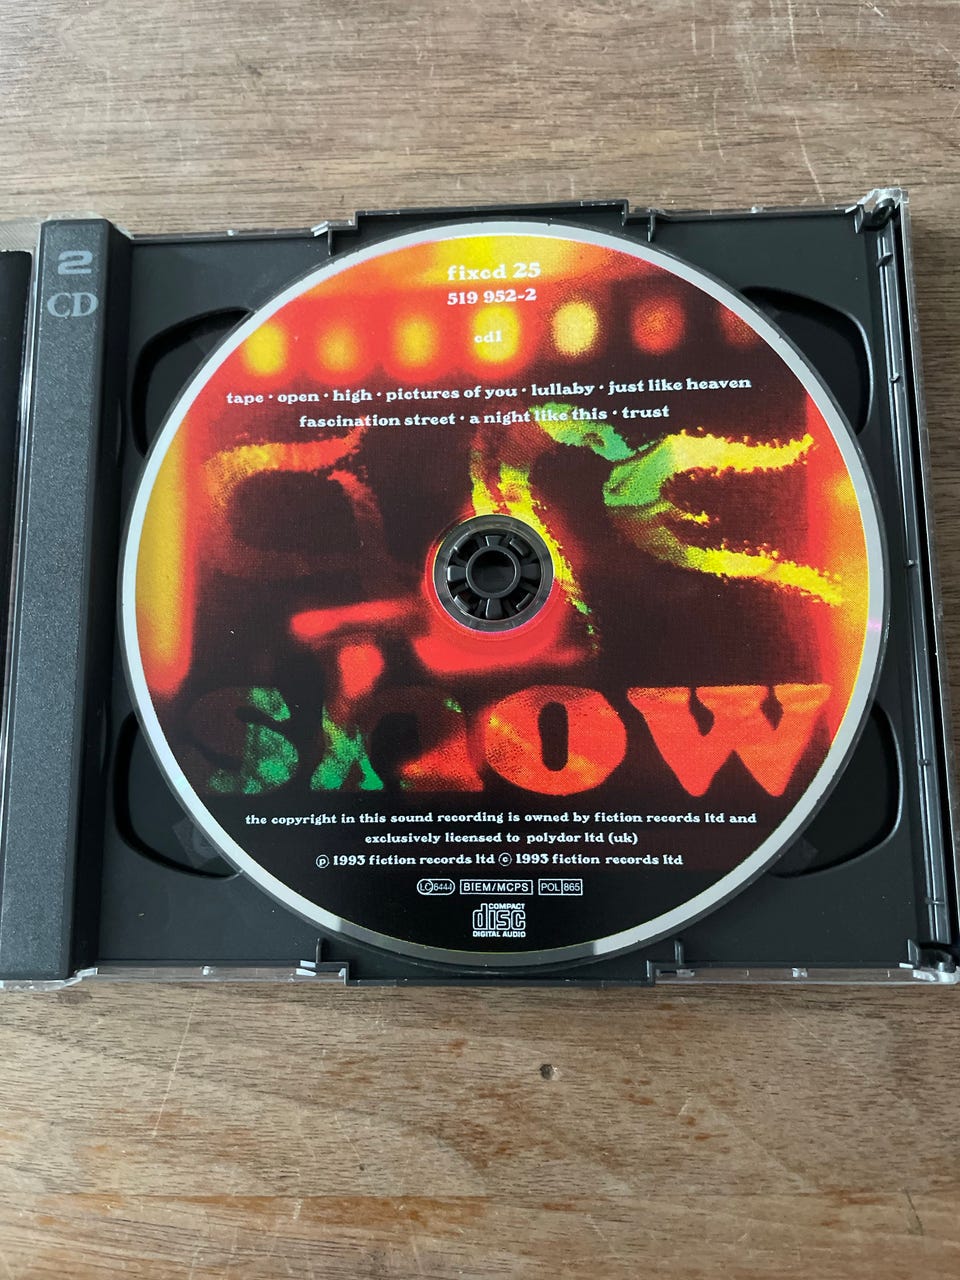 2
CD
fixcd 25
519 952-2
cd1
tape · open · high · pictures of you · lullaby · just like heaven
fascination street · a night like this · trust
show
the copyright in this sound recording is owned by fiction records ltd and
exclusively licensed to polydor ltd (uk)
℗ 1993 fiction records ltd © 1993 fiction records ltd
LC 6444 BIEM/MCPS POL 865
COMPACT
disc
DIGITAL AUDIO